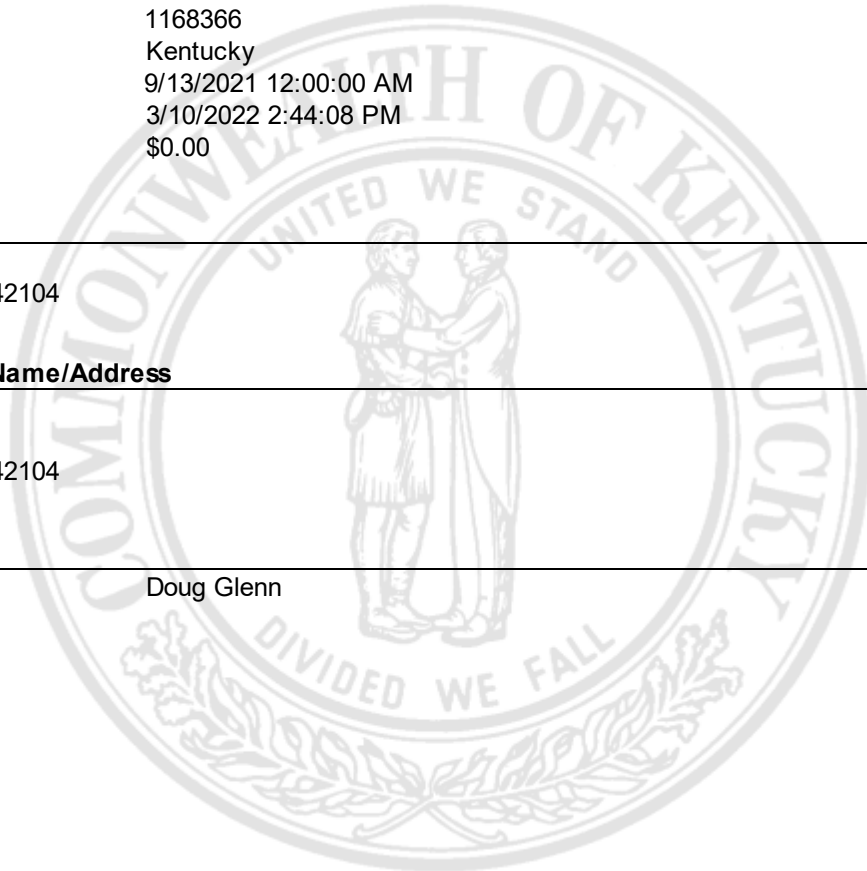 1168366
Kentucky
9/13/2021 12:00:00 AM
3/10/2022 2:44:08 PM
$0.00
COMMONWEALTH OF KENTUCKY
UNITED WE STAND
42104
Name/Address
42104
Doug Glenn
DIVIDED WE FALL